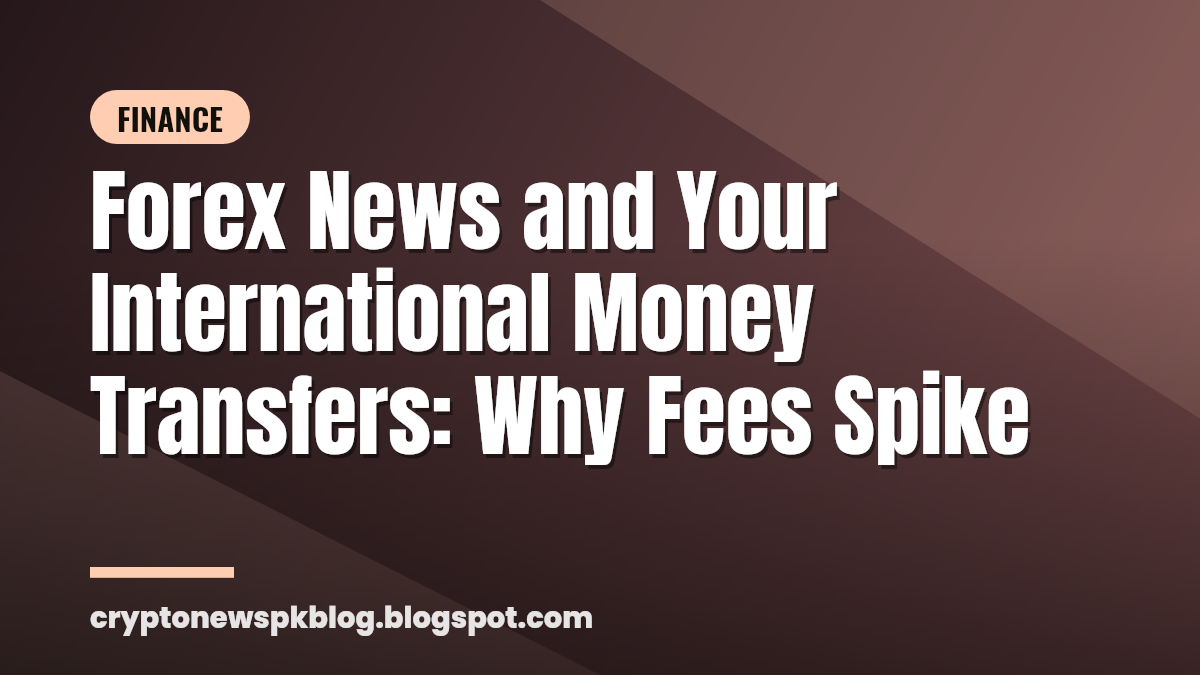 FINANCE
Forex News and Your
International Money
Transfers: Why Fees Spike
cryptonewspkblog.blogspot.com